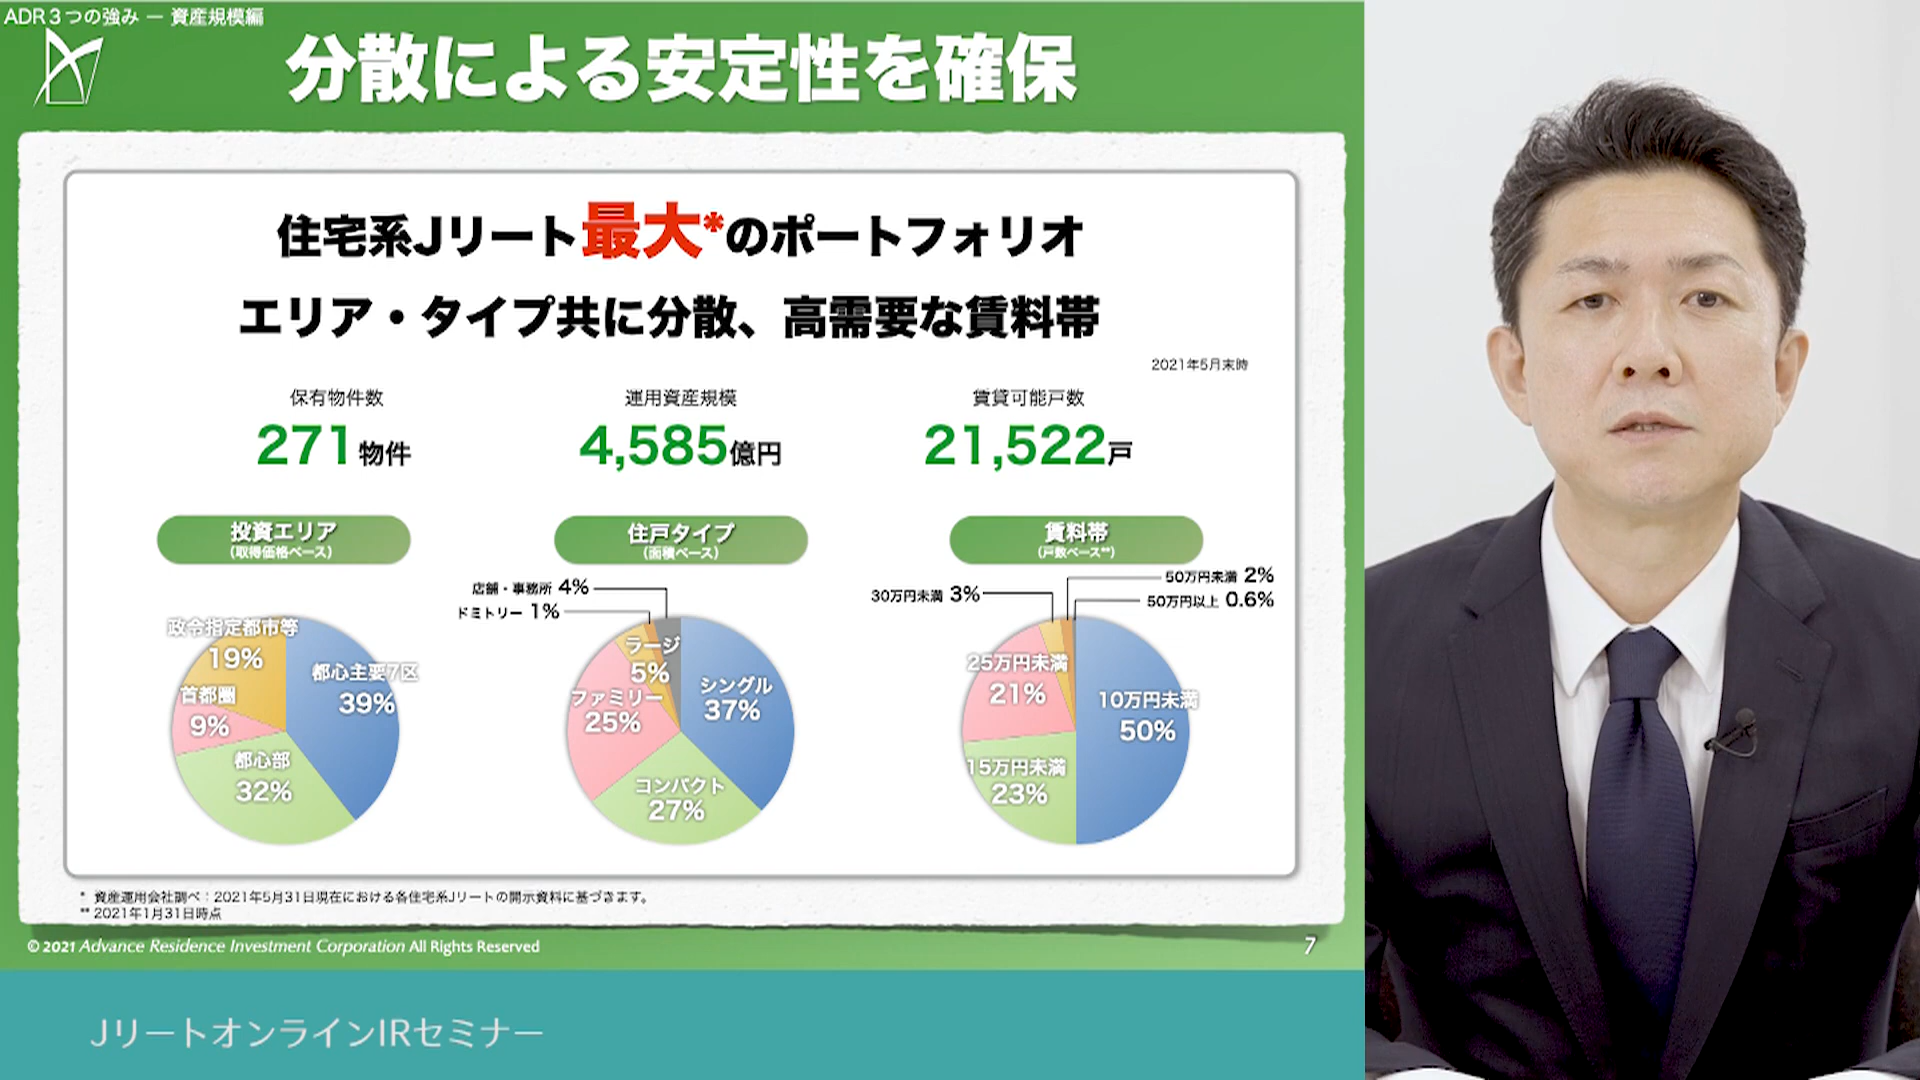 ADR３つの強み ー 資産規模編
分散による安定性を確保
住宅系Jリート最大*のポートフォリオ
エリア・タイプ共に分散、高需要な賃料帯
2021年5月末時
保有物件数
271物件
運用資産規模
4,585億円
賃貸可能戸数
21,522戸
投資エリア
(取得価格ベース)
政令指定都市等
19%
都心主要7区
39%
首都圏
9%
都心部
32%
住戸タイプ
(面積ベース)
店舗・事務所 4%
ドミトリー 1%
ラージ
5%
シングル
37%
ファミリー
25%
コンパクト
27%
賃料帯
(戸数ベース**)
50万円未満 2%
30万円未満 3%
50万円以上 0.6%
25万円未満
21%
10万円未満
50%
15万円未満
23%
* 資産運用会社調べ：2021年5月31日現在における各住宅系Jリートの開示資料に基づきます。
** 2021年1月31日時点
© 2021 Advance Residence Investment Corporation All Rights Reserved
7
JリートオンラインIRセミナー